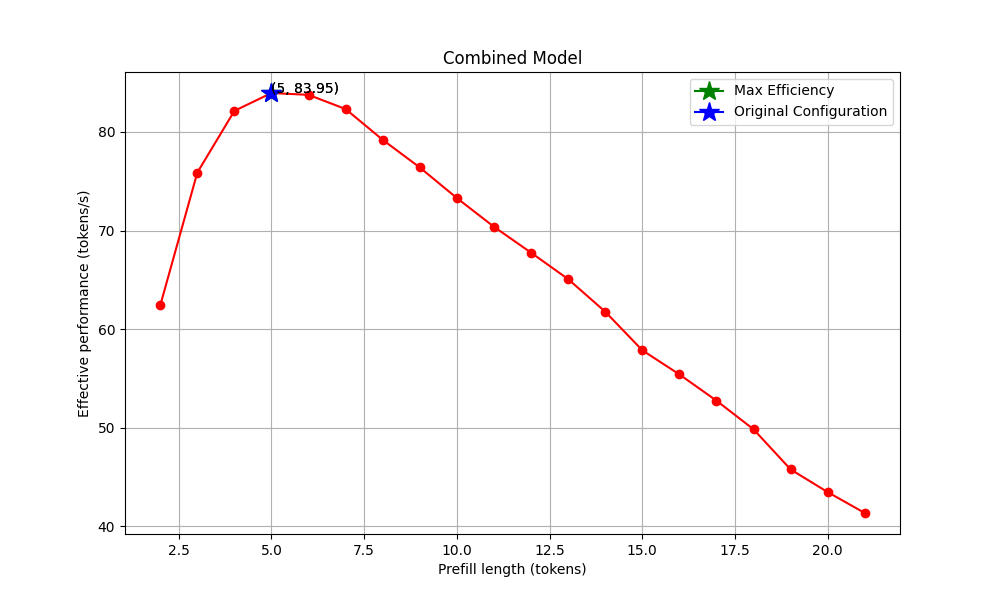 Combined Model
(5, 83.95)
Max Efficiency
Original Configuration
Effective performance (tokens/s)
80
70
60
50
40
2.5 5.0 7.5 10.0 12.5 15.0 17.5 20.0
Prefill length (tokens)